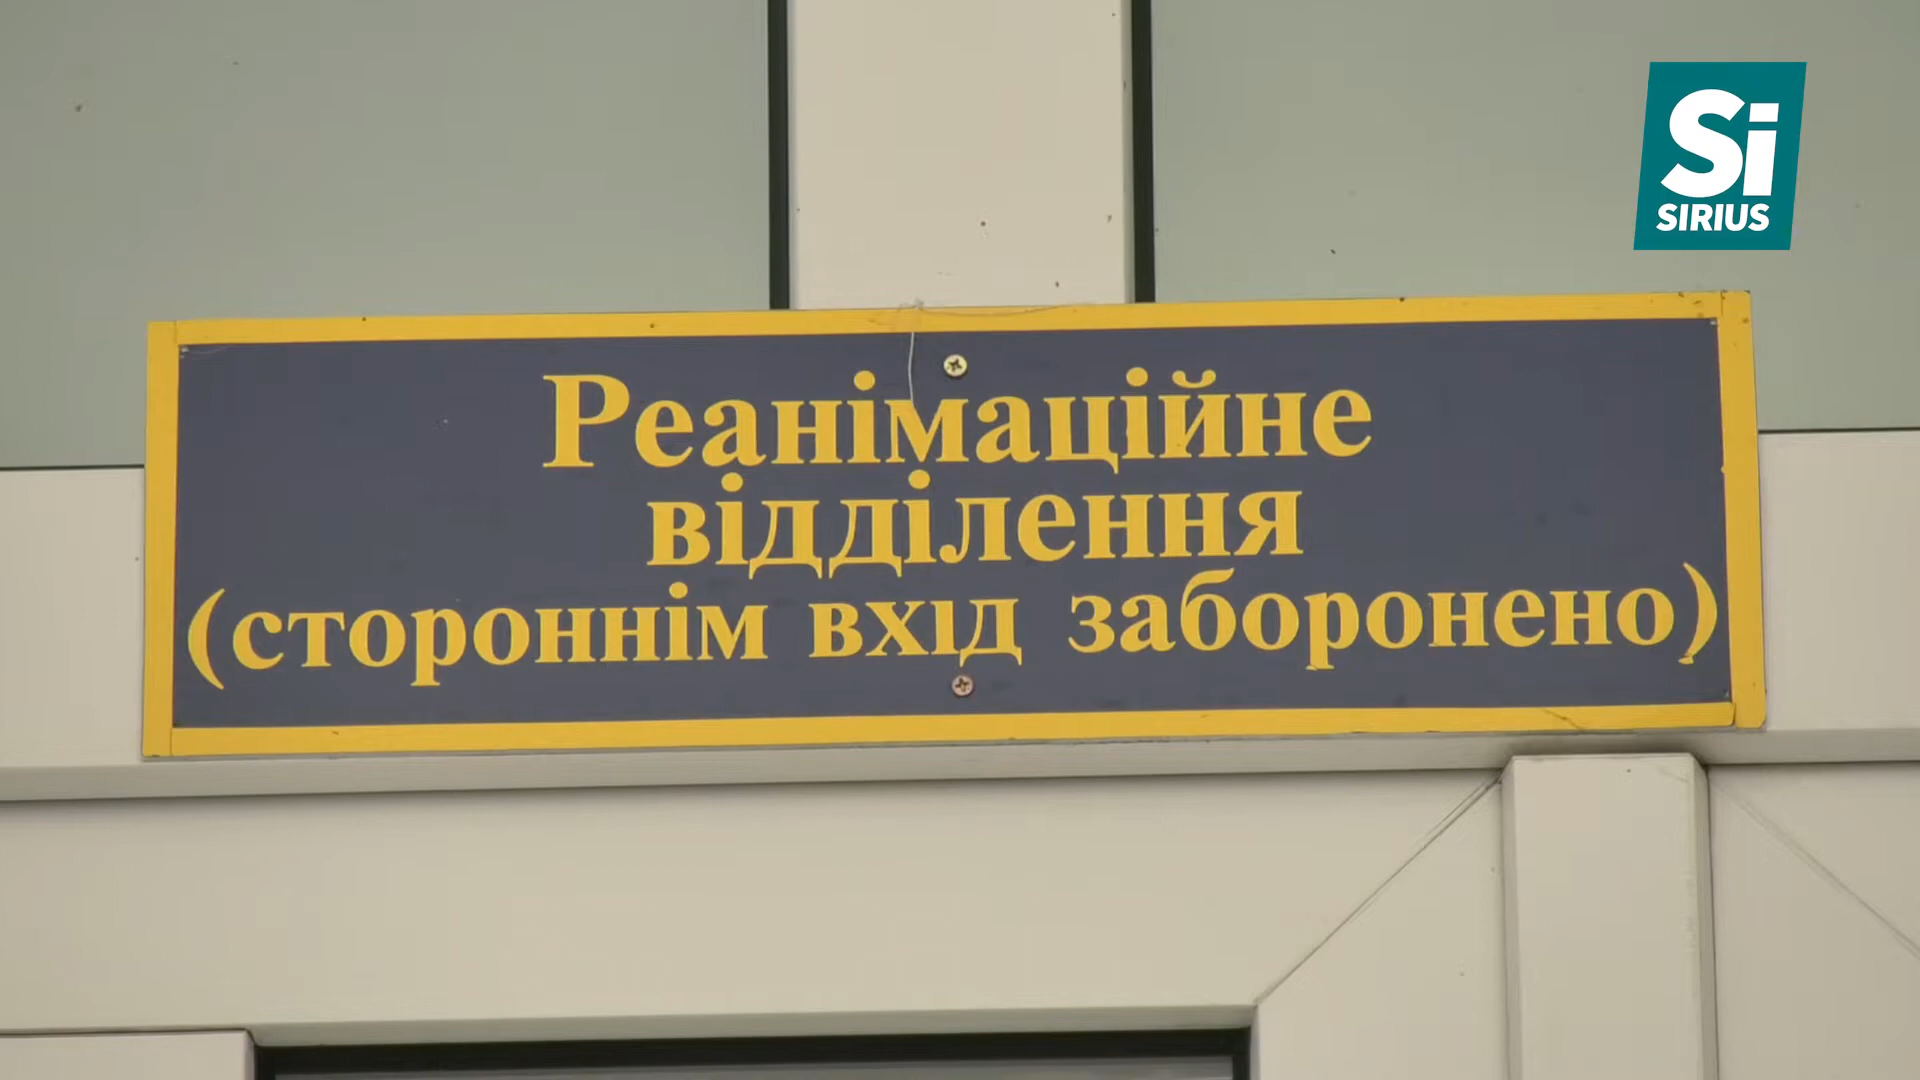 Si
SIRIUS
Реанімаційне
відділення
(стороннім вхід заборонено)